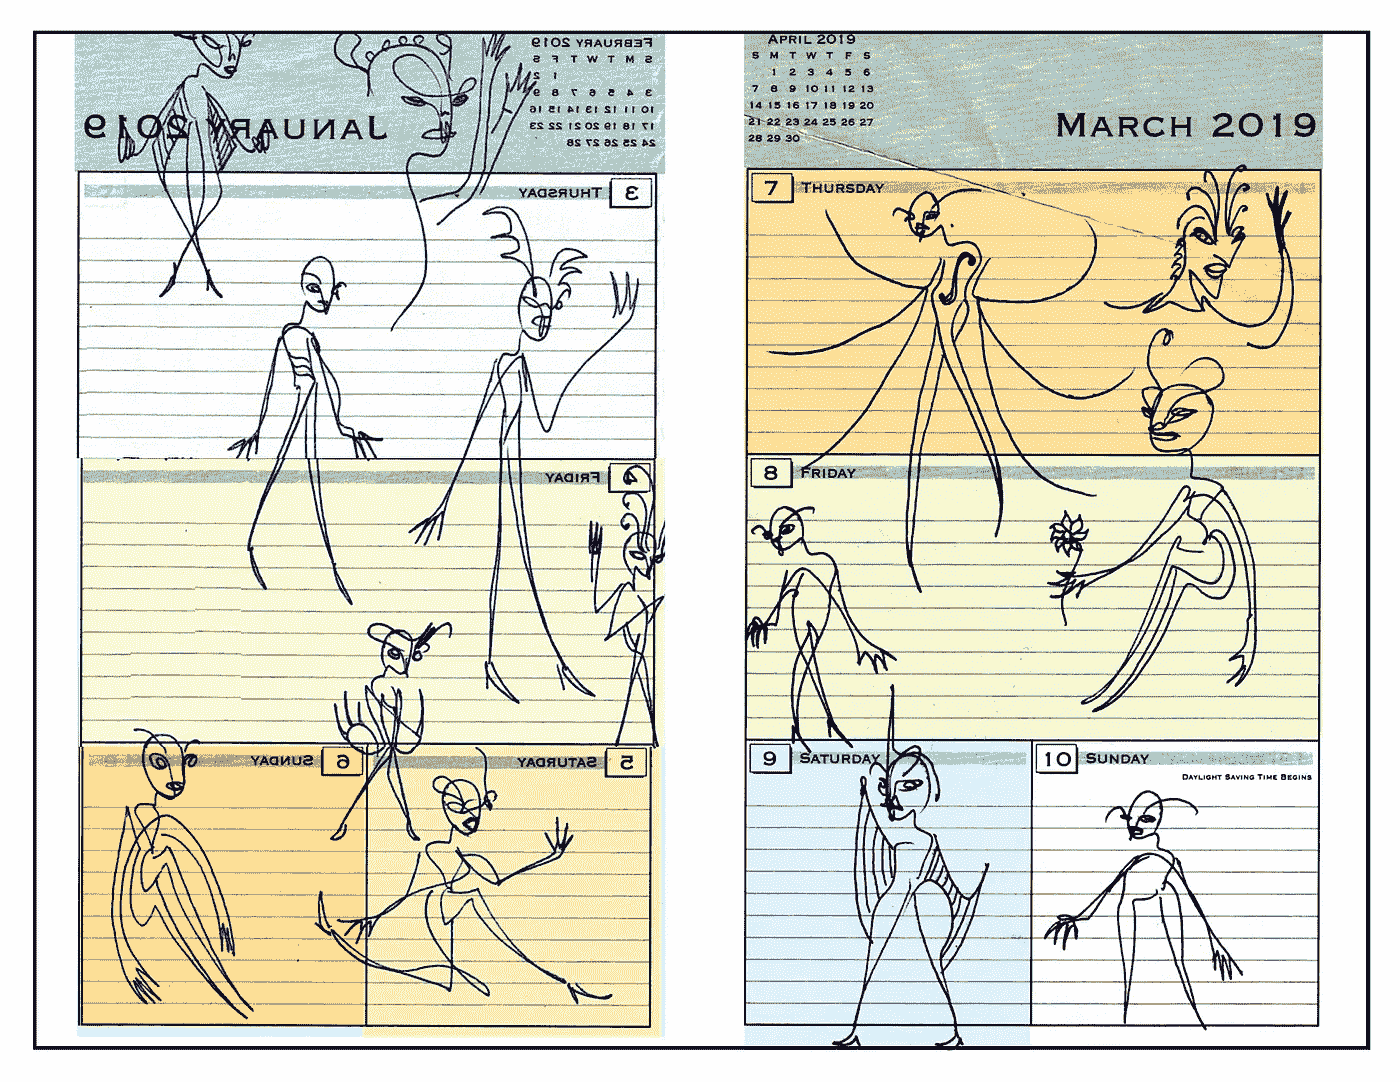 FEBRUARY 2019
S M T W T F S
1 2
3 4 5 6 7 8 9
10 11 12 13 14 15 16
17 18 19 20 21 22 23
24 25 26 27 28
JANUARY 2019
3 THURSDAY
4 FRIDAY
5 SATURDAY
6 SUNDAY
APRIL 2019
S M T W T F S
1 2 3 4 5 6
7 8 9 10 11 12 13
14 15 16 17 18 19 20
21 22 23 24 25 26 27
28 29 30
MARCH 2019
7 THURSDAY
8 FRIDAY
9 SATURDAY
10 SUNDAY
DAYLIGHT SAVING TIME BEGINS